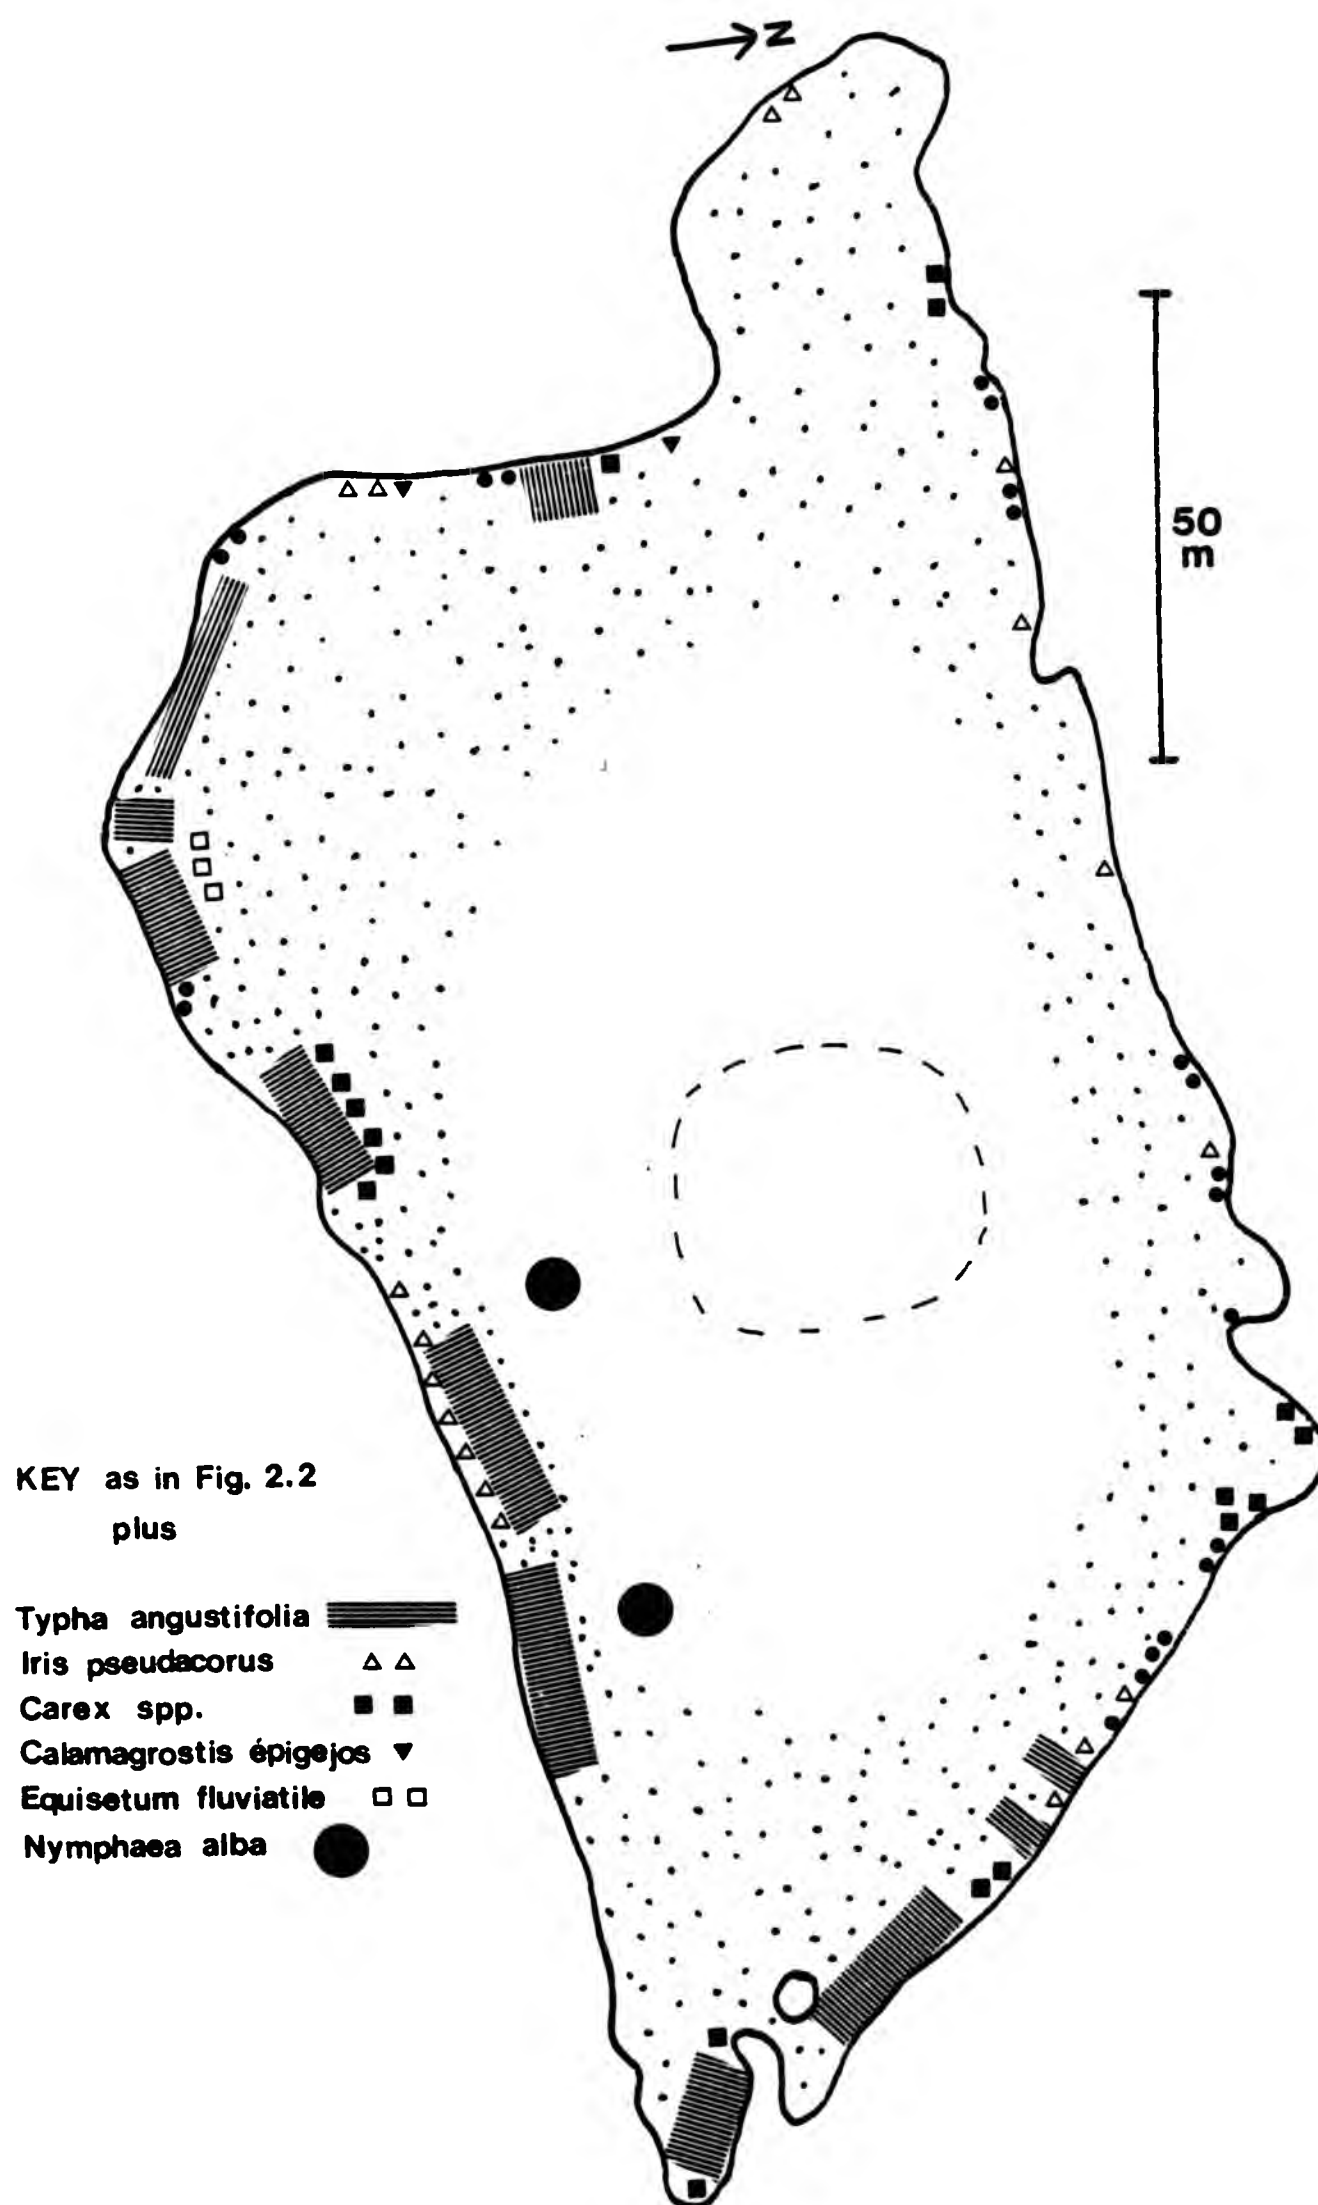 N
50
m
KEY as in Fig. 2.2
plus
Typha angustifolia
Iris pseudacorus
Carex spp.
Calamagrostis épigejos
Equisetum fluviatile
Nymphaea alba